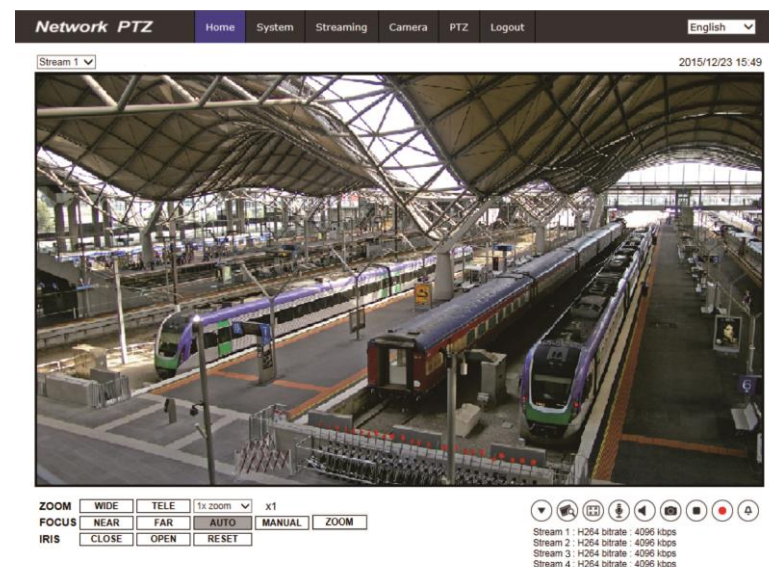 Network PTZ Home System Streaming Camera PTZ Logout English
Stream 1 2015/12/23 15:49
6
ZOOM WIDE TELE 1x zoom x1
FOCUS NEAR FAR AUTO MANUAL ZOOM
IRIS CLOSE OPEN RESET
Stream 1 : H264 bitrate : 4096 kbps
Stream 2 : H264 bitrate : 4096 kbps
Stream 3 : H264 bitrate : 4096 kbps
Stream 4 : H264 bitrate : 4096 kbps